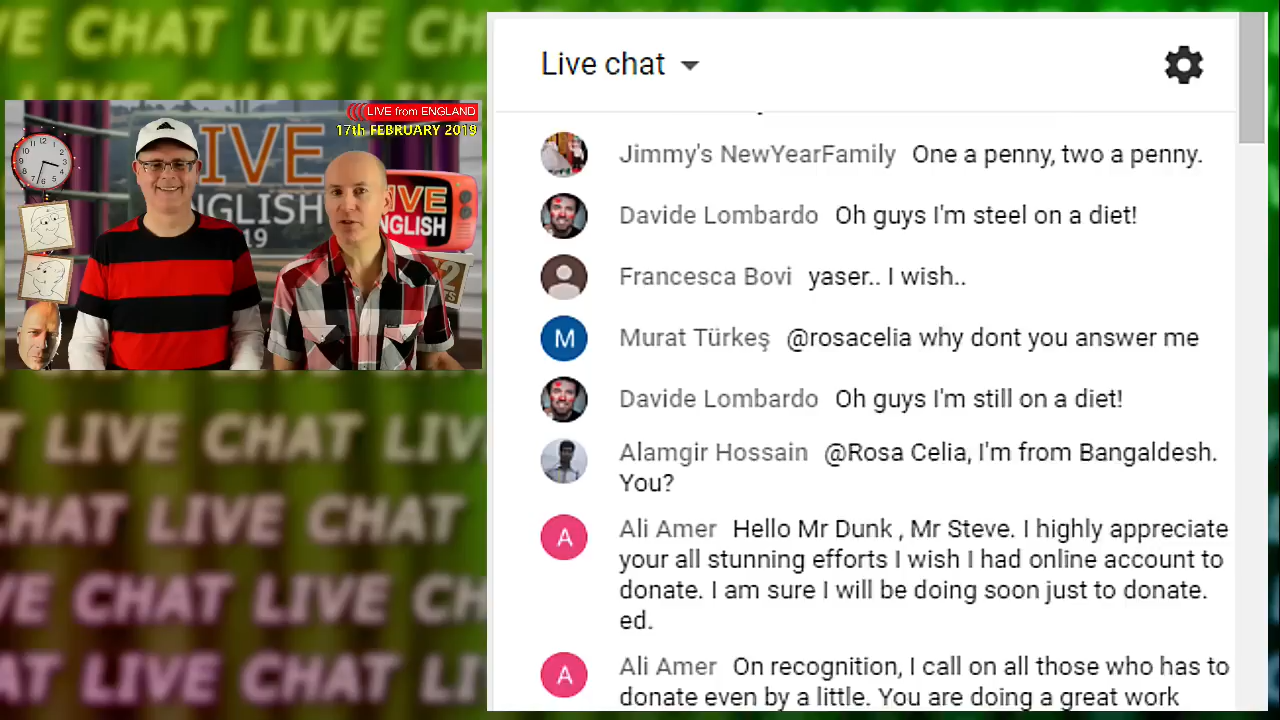 VE CHAT LIVE CHAT LIVE CH
LIVE from ENGLAND
17th FEBRUARY 2019
LIVE
ENGLISH
19
LIVE
ENGLISH
T LIVE CHAT LIV
CHAT LIVE CHAT
VE CHAT LIVE CH
AT LIVE CHAT LIV
Live chat
Jimmy's NewYearFamily One a penny, two a penny.
Davide Lombardo Oh guys I'm steel on a diet!
Francesca Bovi yaser.. I wish..
M
Murat Türkeş @rosacelia why dont you answer me
Davide Lombardo Oh guys I'm still on a diet!
Alamgir Hossain @Rosa Celia, I'm from Bangaldesh.
You?
A
Ali Amer Hello Mr Dunk , Mr Steve. I highly appreciate
your all stunning efforts I wish I had online account to
donate. I am sure I will be doing soon just to donate.
ed.
A
Ali Amer On recognition, I call on all those who has to
donate even by a little. You are doing a great work